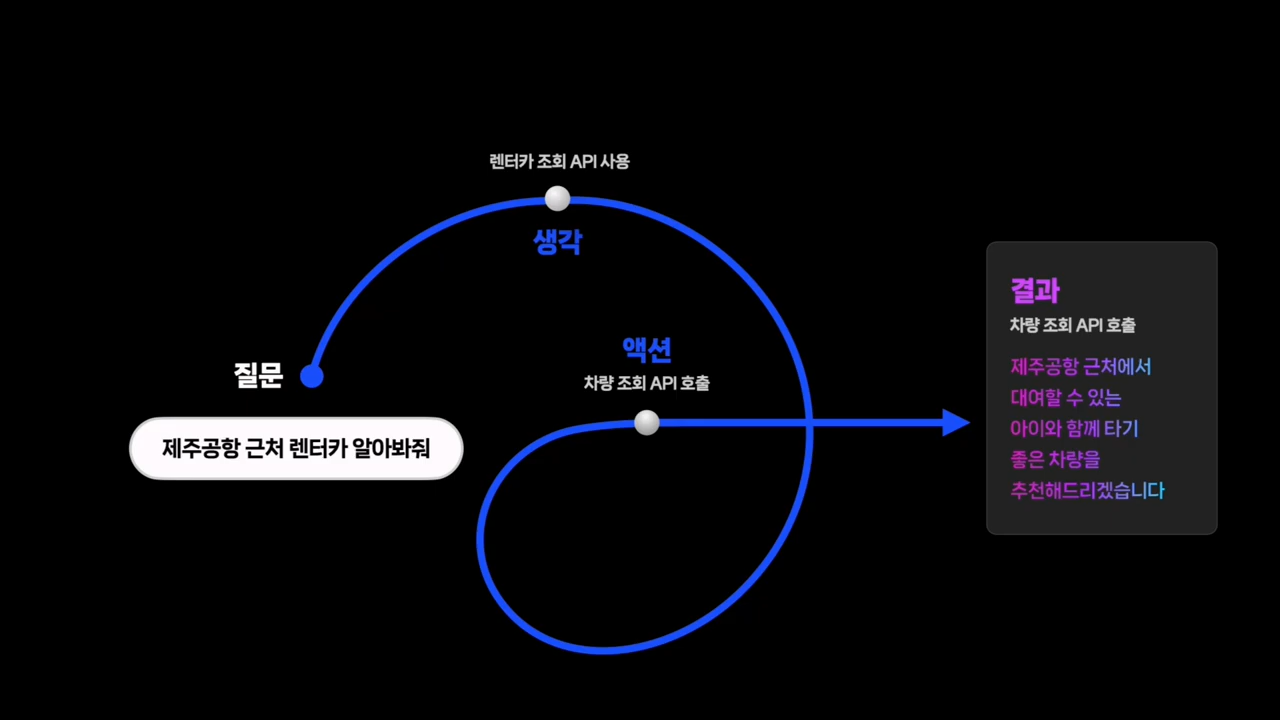 렌터카 조회 API 사용
생각
질문
제주공항 근처 렌터카 알아봐줘
액션
차량 조회 API 호출
결과
차량 조회 API 호출
제주공항 근처에서
대여할 수 있는
아이와 함께 타기
좋은 차량을
추천해드리겠습니다